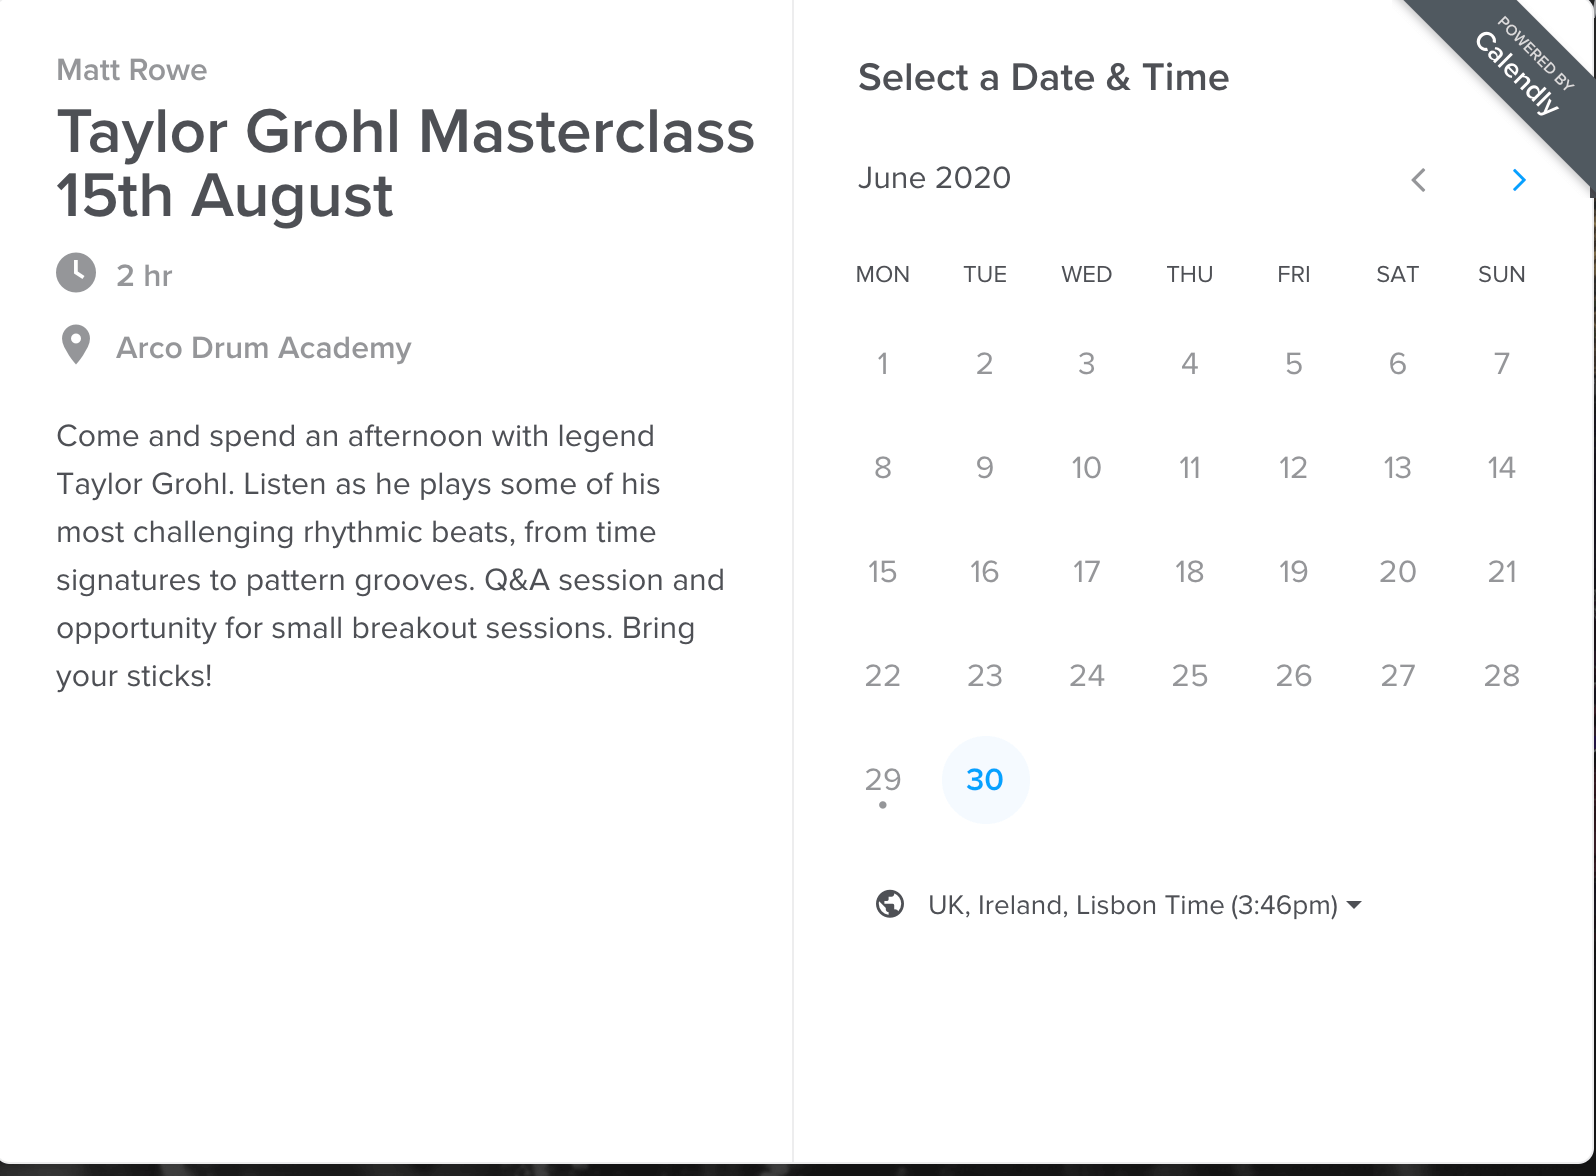 Matt Rowe
Taylor Grohl Masterclass
15th August
2 hr
Arco Drum Academy
Come and spend an afternoon with legend
Taylor Grohl. Listen as he plays some of his
most challenging rhythmic beats, from time
signatures to pattern grooves. Q&A session and
opportunity for small breakout sessions. Bring
your sticks!
Select a Date & Time
POWERED BY
Calendly
June 2020
MON TUE WED THU FRI SAT SUN
1 2 3 4 5 6 7
8 9 10 11 12 13 14
15 16 17 18 19 20 21
22 23 24 25 26 27 28
29 30
UK, Ireland, Lisbon Time (3:46pm)